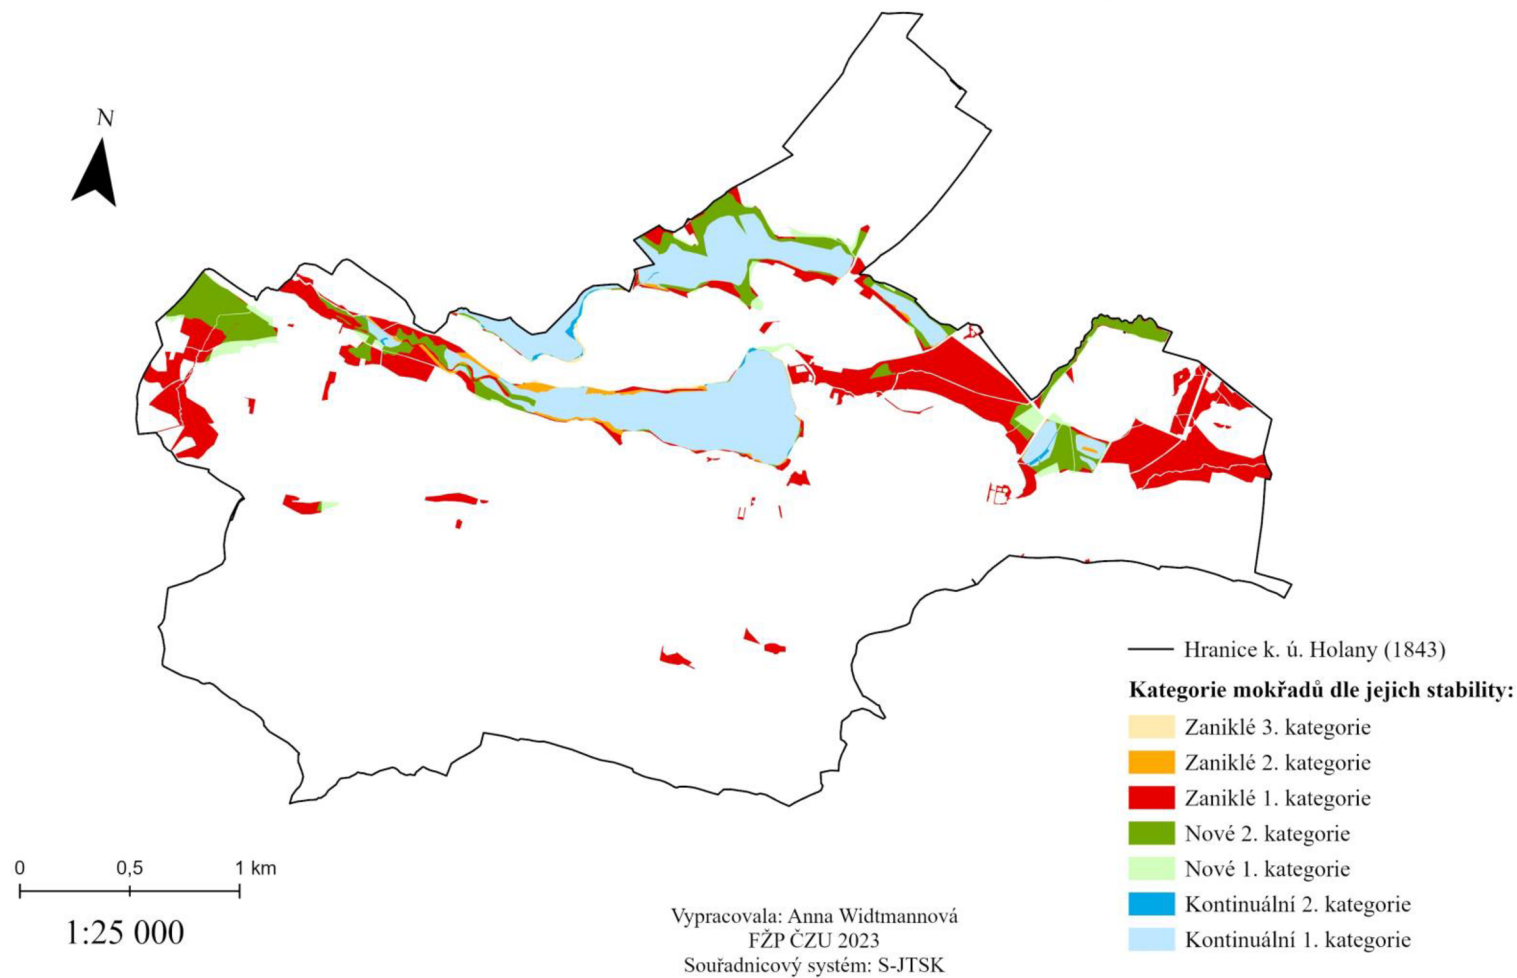 N
Hranice k. ú. Holany (1843)
Kategorie mokřadů dle jejich stability:
Zaniklé 3. kategorie
Zaniklé 2. kategorie
Zaniklé 1. kategorie
Nové 2. kategorie
Nové 1. kategorie
Kontinuální 2. kategorie
Kontinuální 1. kategorie
0 0,5 1 km
1:25 000
Vypracovala: Anna Widtmannová
FŽP ČZU 2023
Souřadnicový systém: S-JTSK